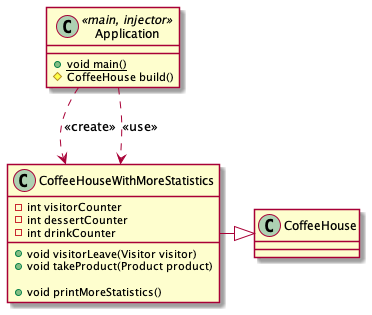 C
«main, injector»
Application
void main()
CoffeeHouse build()
«create»
«use»
C
CoffeeHouseWithMoreStatistics
int visitorCounter
int dessertCounter
int drinkCounter
void visitorLeave(Visitor visitor)
void takeProduct(Product product)
void printMoreStatistics()
C
CoffeeHouse